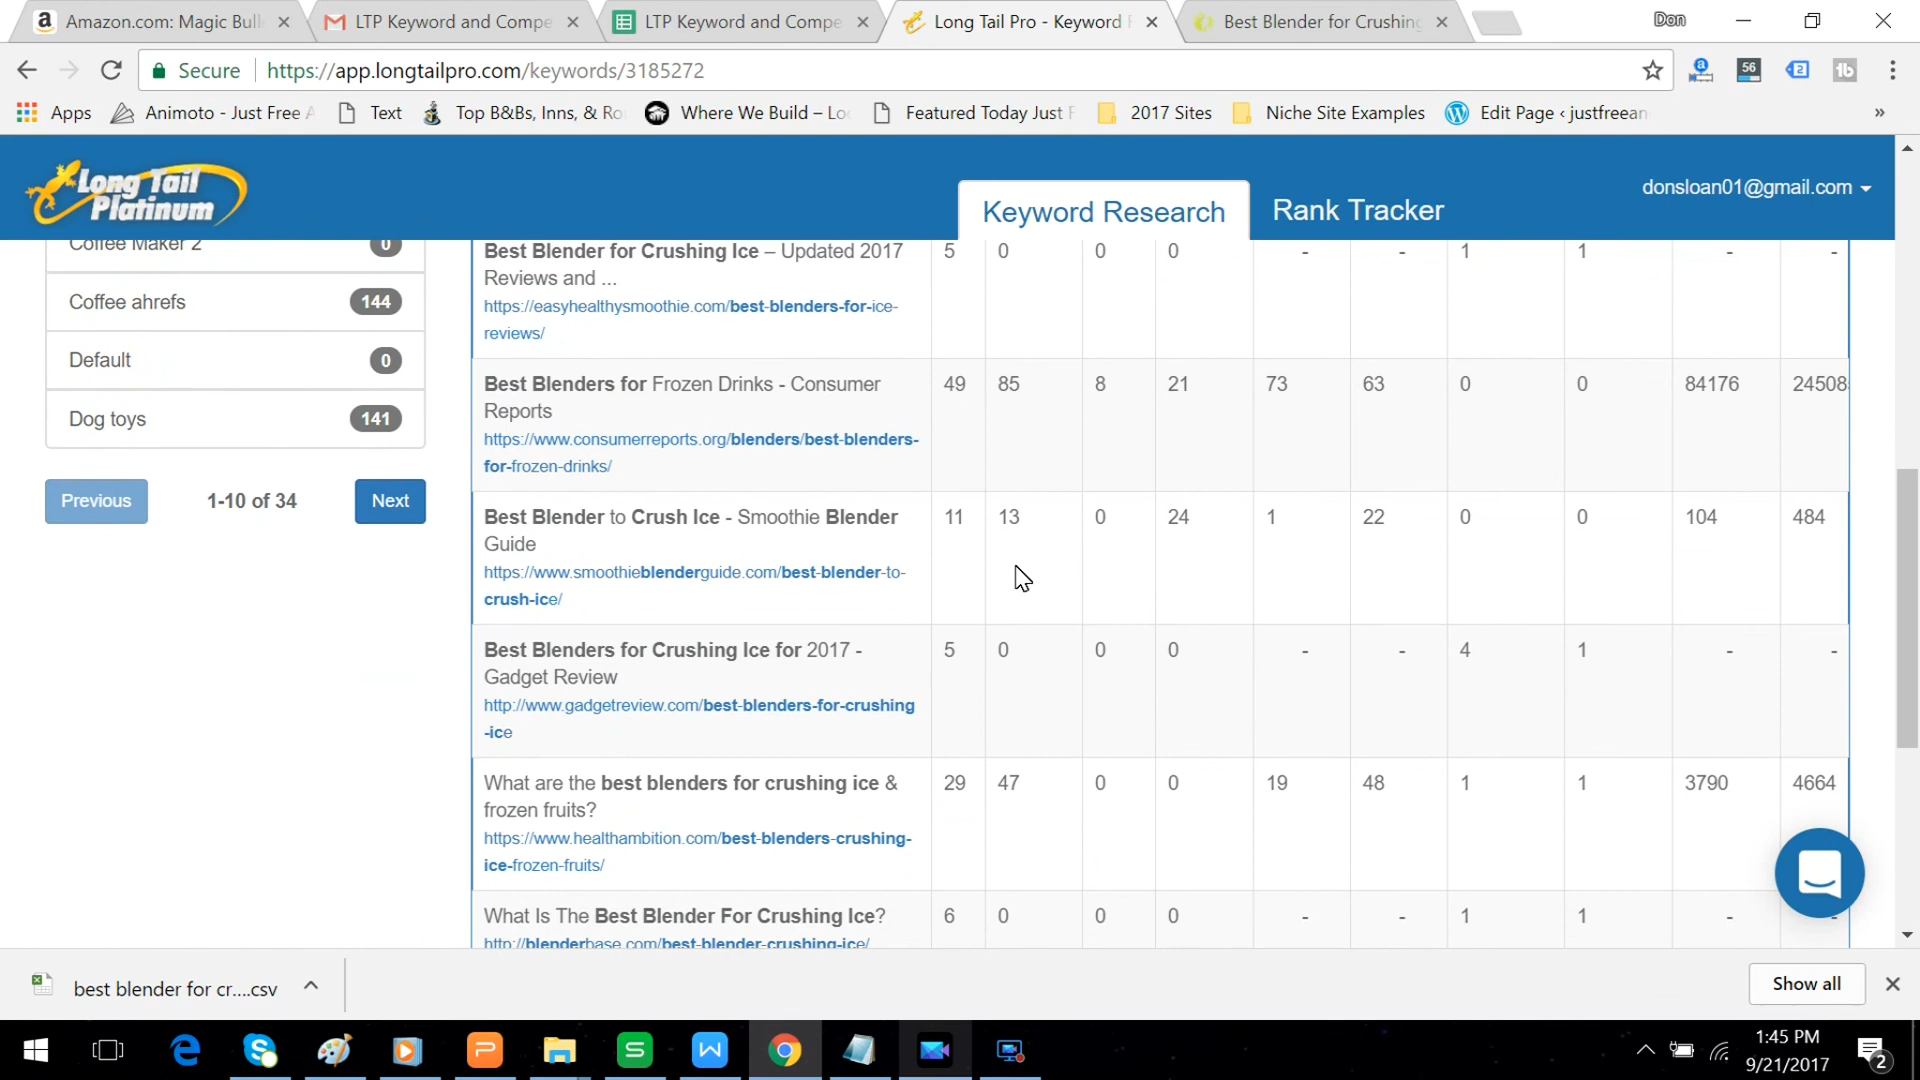 Amazon.com: Magic Bull
LTP Keyword and Compe
LTP Keyword and Compe
Long Tail Pro - Keyword R
Best Blender for Crushing
Don
Secure
https://app.longtailpro.com/keywords/3185272
56
2
Apps
Animoto - Just Free A
Text
Top B&Bs, Inns, & Ro
Where We Build – Lo
Featured Today Just F
2017 Sites
Niche Site Examples
Edit Page ‹ justfreean
»
Long Tail
Platinum
Keyword Research
Rank Tracker
donsloan01@gmail.com
Coffee Maker 2 0
Coffee ahrefs 144
Default 0
Dog toys 141
Previous 1-10 of 34 Next
Best Blender for Crushing Ice – Updated 2017 5 0 0 0 - - 1 1 - -
Reviews and ...
https://easyhealthysmoothie.com/best-blenders-for-ice-
reviews/
Best Blenders for Frozen Drinks - Consumer 49 85 8 21 73 63 0 0 84176 24508
Reports
https://www.consumerreports.org/blenders/best-blenders-
for-frozen-drinks/
Best Blender to Crush Ice - Smoothie Blender 11 13 0 24 1 22 0 0 104 484
Guide
https://www.smoothieblenderguide.com/best-blender-to-
crush-ice/
Best Blenders for Crushing Ice for 2017 - 5 0 0 0 - - 4 1 - -
Gadget Review
http://www.gadgetreview.com/best-blenders-for-crushing
-ice
What are the best blenders for crushing ice & 29 47 0 0 19 48 1 1 3790 4664
frozen fruits?
https://www.healthambition.com/best-blenders-crushing-
ice-frozen-fruits/
What Is The Best Blender For Crushing Ice? 6 0 0 0 - - 1 1 - -
http://blenderbase.com/best-blender-crushing-ice/
best blender for cr....csv
Show all
1:45 PM
9/21/2017
2